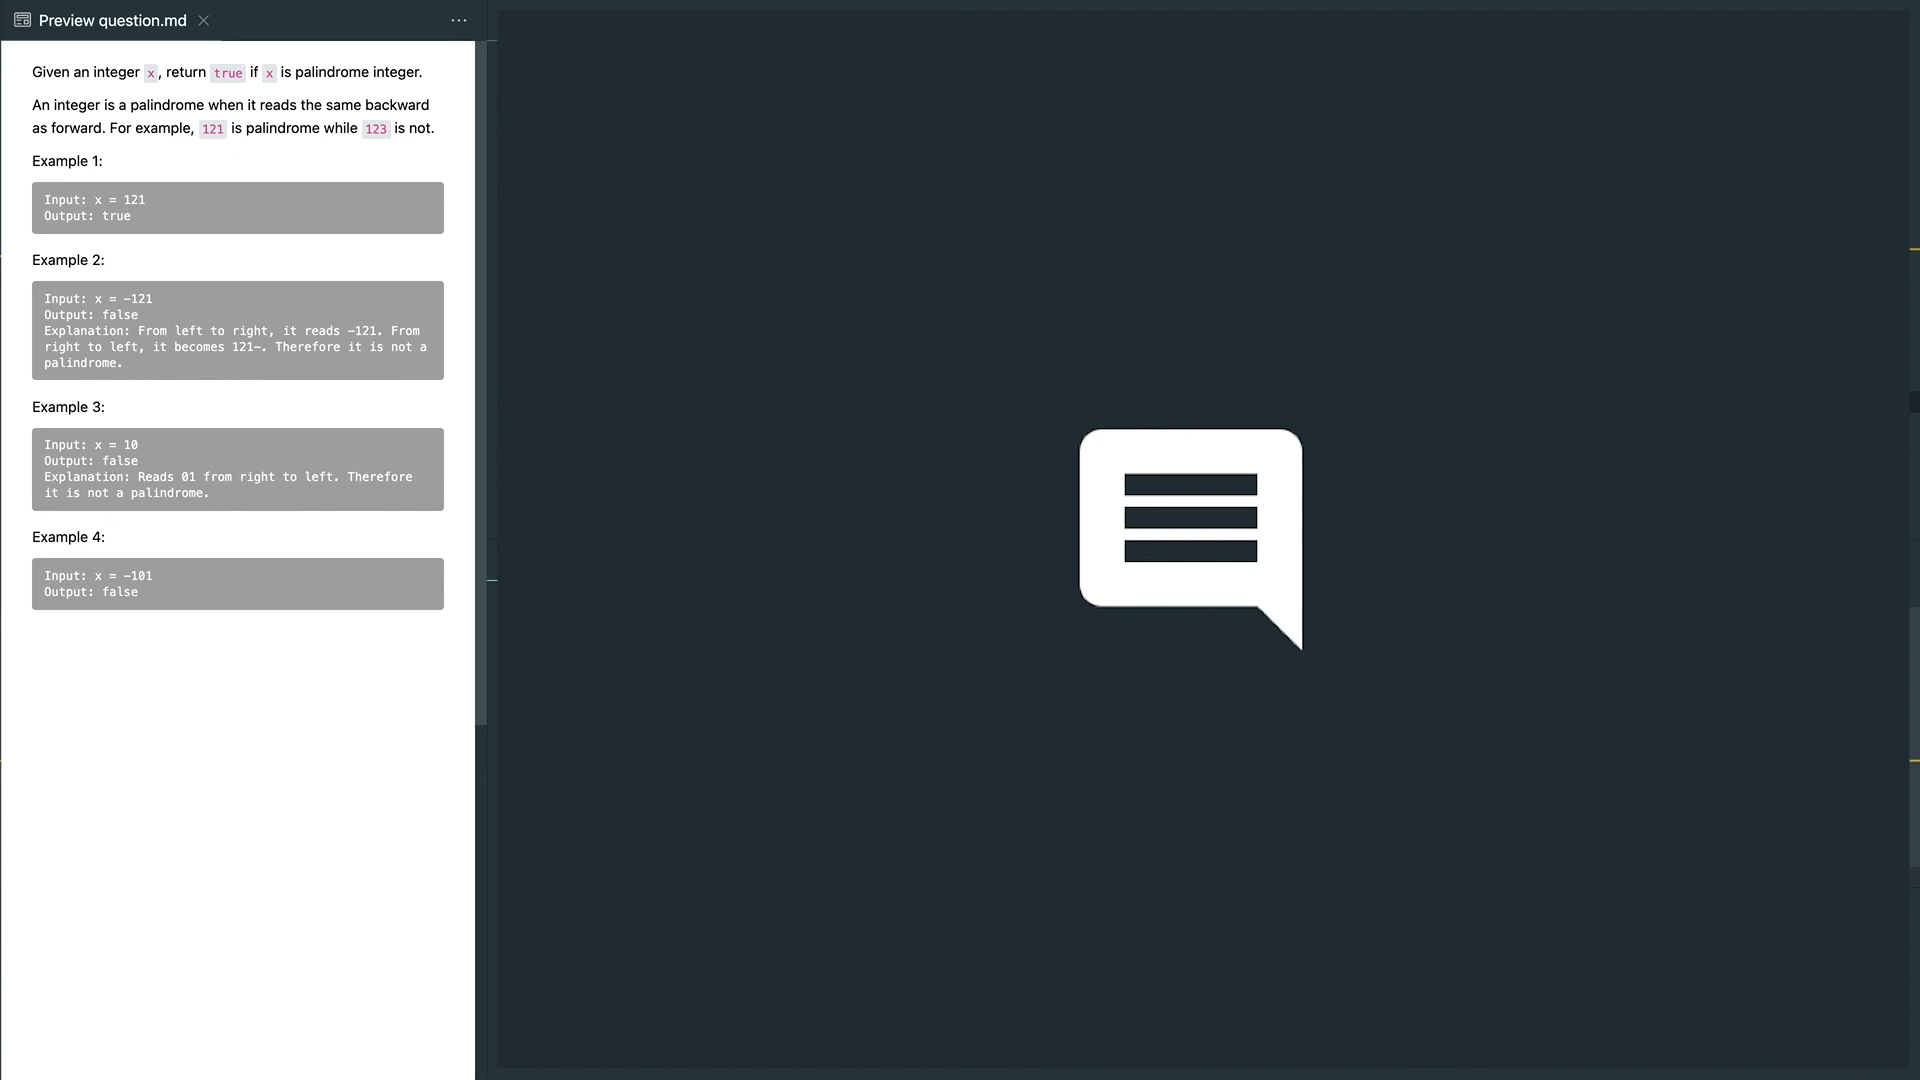 Preview question.md
Given an integer x, return true if x is palindrome integer.
An integer is a palindrome when it reads the same backward
as forward. For example, 121 is palindrome while 123 is not.
Example 1:
Input: x = 121
Output: true
Example 2:
Input: x = -121
Output: false
Explanation: From left to right, it reads -121. From
right to left, it becomes 121-. Therefore it is not a
palindrome.
Example 3:
Input: x = 10
Output: false
Explanation: Reads 01 from right to left. Therefore
it is not a palindrome.
Example 4:
Input: x = -101
Output: false